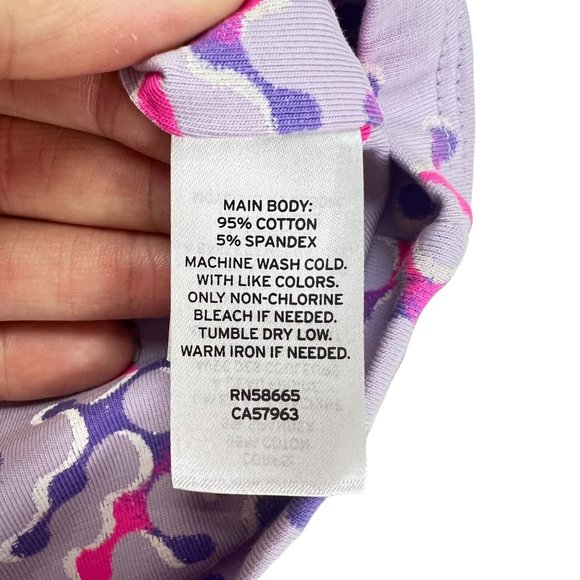 MAIN BODY:
95% COTTON
5% SPANDEX
MACHINE WASH COLD.
WITH LIKE COLORS.
ONLY NON-CHLORINE
BLEACH IF NEEDED.
TUMBLE DRY LOW.
WARM IRON IF NEEDED.
RN58665
CA57963